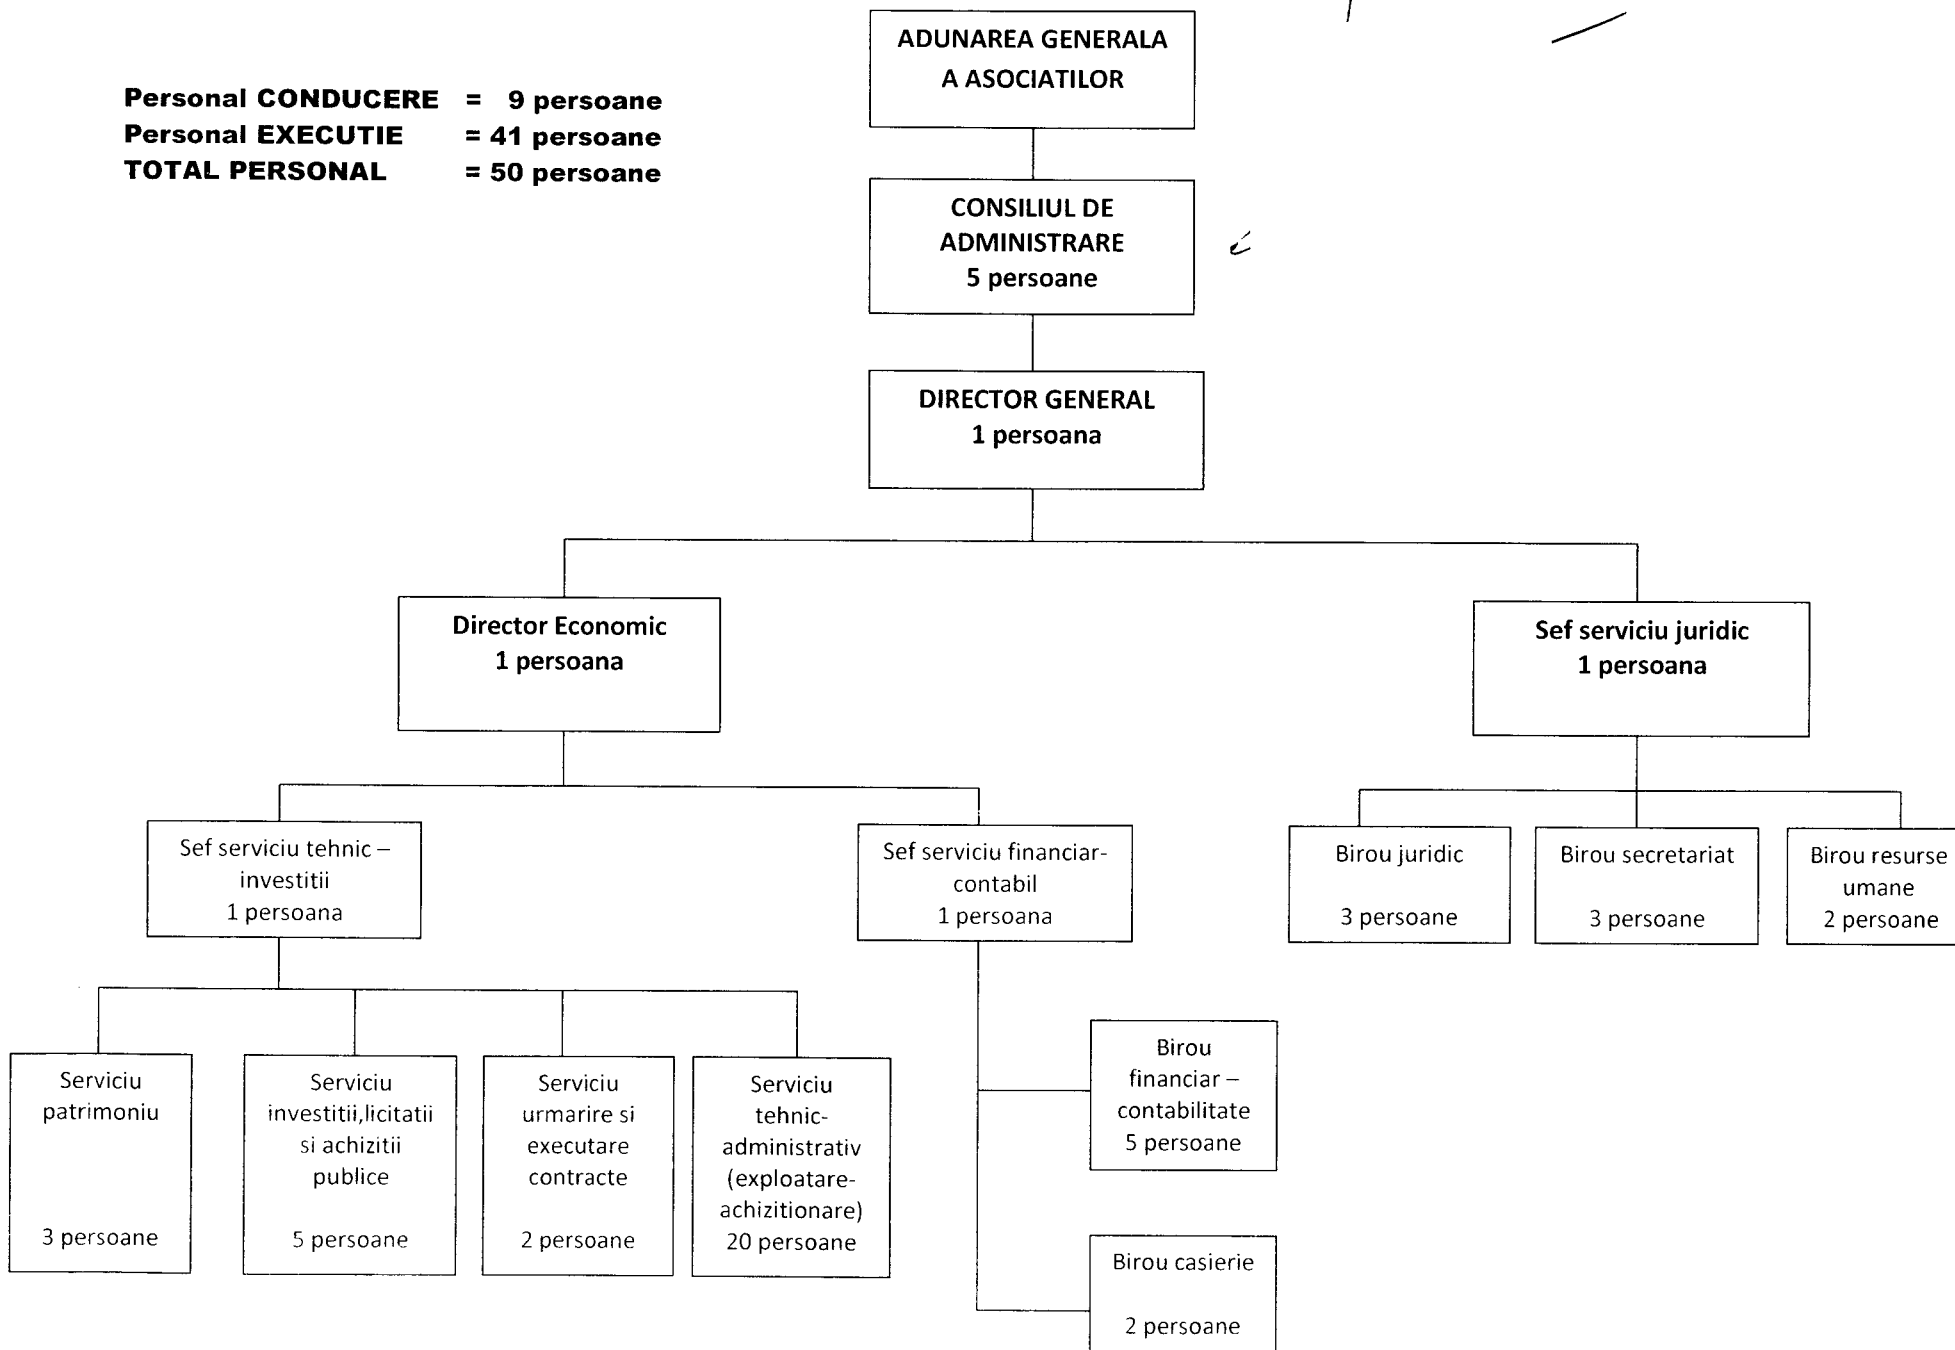 ADUNAREA GENERALA
A ASOCIATILOR
Personal CONDUCERE = 9 persoane
Personal EXECUTIE = 41 persoane
TOTAL PERSONAL = 50 persoane
CONSILIUL DE
ADMINISTRARE
5 persoane
DIRECTOR GENERAL
1 persoana
Director Economic
1 persoana
Sef serviciu juridic
1 persoana
Sef serviciu tehnic –
investitii
1 persoana
Sef serviciu financiar-
contabil
1 persoana
Birou juridic
3 persoane
Birou secretariat
3 persoane
Birou resurse
umane
2 persoane
Serviciu
patrimoniu
3 persoane
Serviciu
investitii,licitatii
si achizitii
publice
5 persoane
Serviciu
urmarire si
executare
contracte
2 persoane
Serviciu
tehnic-
administrativ
(exploatare-
achizitionare)
20 persoane
Birou
financiar –
contabilitate
5 persoane
Birou casierie
2 persoane